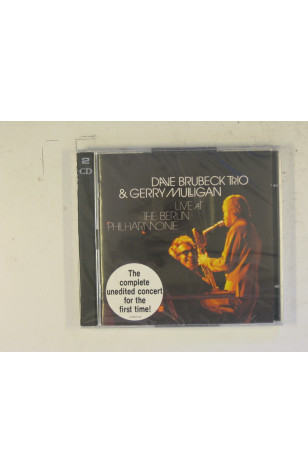 2
CD
DAVE BRUBECK TRIO
& GERRY MULLIGAN
LIVE AT
THE BERLIN
PHILHARMONIE
The
complete
unedited concert
for the
first time!